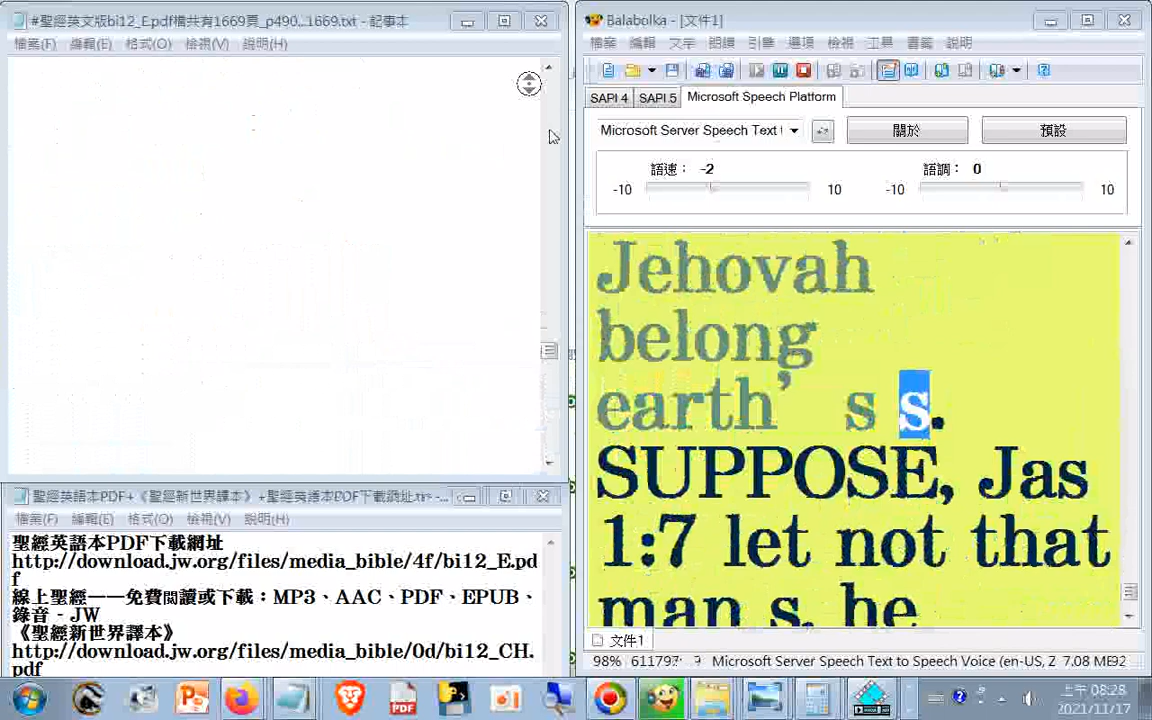 #聖經英文版bi12_E.pdf檔共有1669頁_p490...1669.txt - 記事本
檔案(F) 編輯(E) 格式(O) 檢視(V) 說明(H)
聖經英語本PDF+《聖經新世界譯本》+聖經英語本PDF下載網址.txt - ...
檔案(F) 編輯(E) 格式(O) 檢視(V) 說明(H)
聖經英語本PDF下載網址
http://download.jw.org/files/media_bible/4f/bi12_E.pd
f
線上聖經——免費閱讀或下載：MP3、AAC、PDF、EPUB、
錄音 - JW
《聖經新世界譯本》
http://download.jw.org/files/media_bible/0d/bi12_CH.
pdf
Balabolka - [文件1]
檔案 編輯 文字 朗讀 引擎 選項 檢視 工具 書籤 說明
SAPI 4 SAPI 5 Microsoft Speech Platform
Microsoft Server Speech Text 關於 預設
語速： -2 語調： 0
-10 10 -10 10
Jehovah
belong
earth’ s s.
SUPPOSE, Jas
1:7 let not that
man s. he
文件1
98% Microsoft Server Speech Text to Speech Voice (en-US, Z 7.08
PDF
上午 08:28
2021/11/17